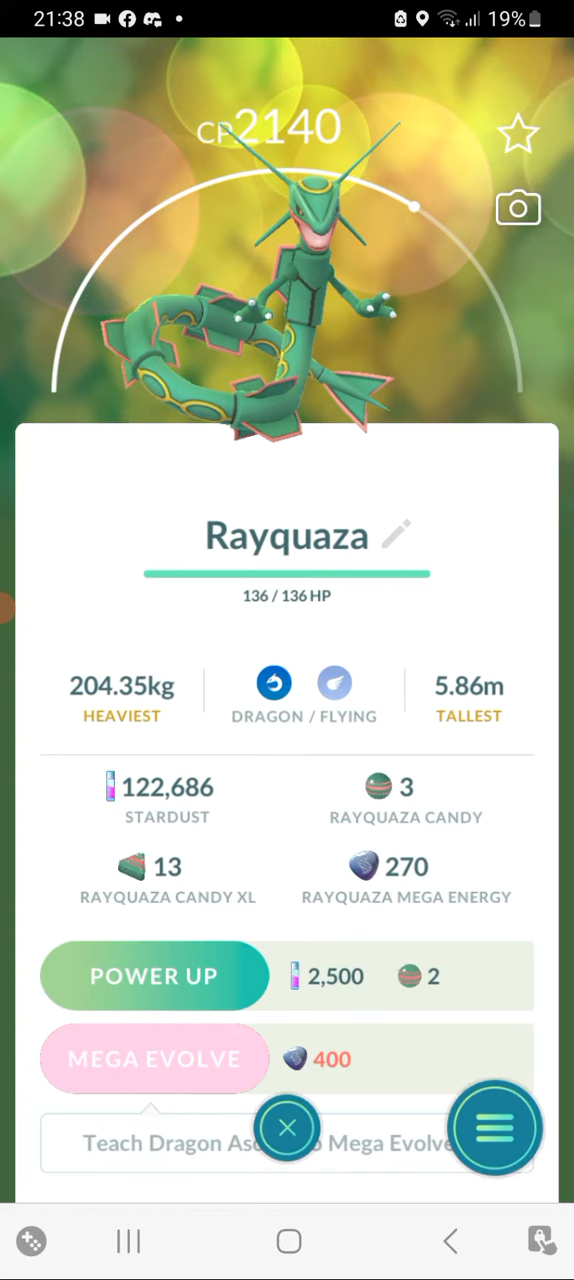 21:38 19%
CP2140
Rayquaza
136 / 136 HP
204.35kg 5.86m
HEAVIEST DRAGON / FLYING TALLEST
122,686 3
STARDUST RAYQUAZA CANDY
13 270
RAYQUAZA CANDY XL RAYQUAZA MEGA ENERGY
POWER UP 2,500 2
MEGA EVOLVE 400
Teach Dragon Mega Evolve